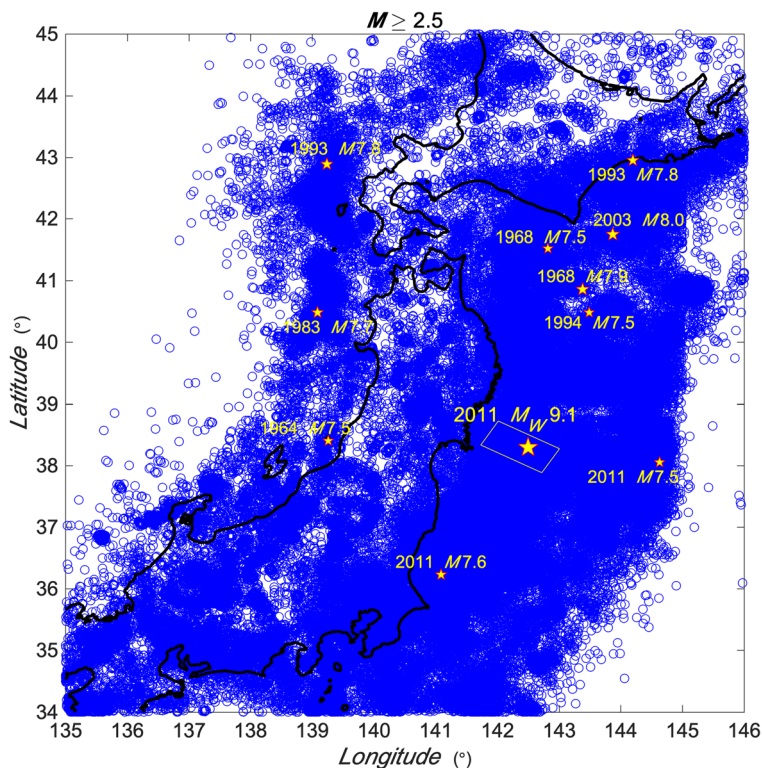 M ≥ 2.5
45
44
43
42
41
40
39
38
37
36
35
34
Latitude (°)
1993 M7.8
1993 M7.8
2003 M8.0
1968 M7.5
1968 M7.9
1983 M7.
1994 M7.5
2011 MW9.1
1964 M7.5
2011 M7.5
2011 M7.6
135 136 137 138 139 140 141 142 143 144 145 146
Longitude (°)